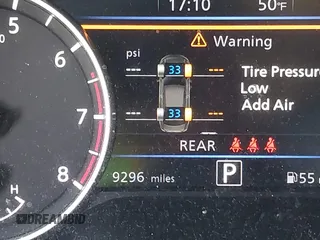 17:10 50°F
Warning
psi
--- 33 ---
Tire Pressure
Low
Add Air
--- 33 ---
REAR
9296 miles P 55
5
6
7
8
H
DREAMBID